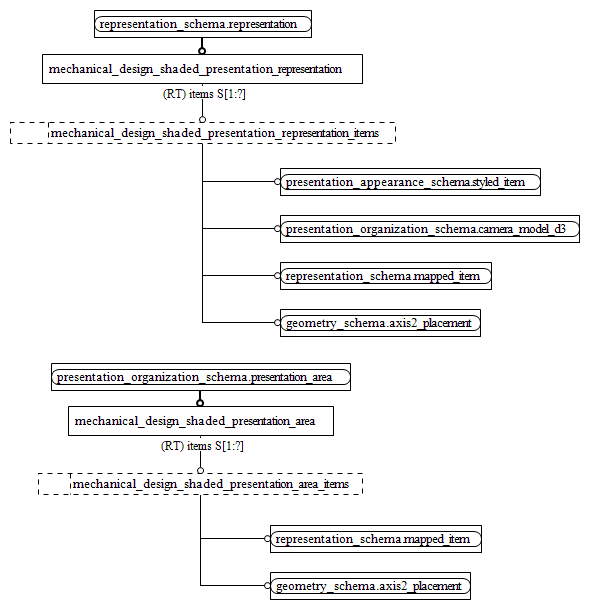 representation_schema.representation
mechanical_design_shaded_presentation_representation
(RT) items S[1:?]
mechanical_design_shaded_presentation_representation_items
presentation_appearance_schema.styled_item
presentation_organization_schema.camera_model_d3
representation_schema.mapped_item
geometry_schema.axis2_placement
presentation_organization_schema.presentation_area
mechanical_design_shaded_presentation_area
(RT) items S[1:?]
mechanical_design_shaded_presentation_area_items
representation_schema.mapped_item
geometry_schema.axis2_placement